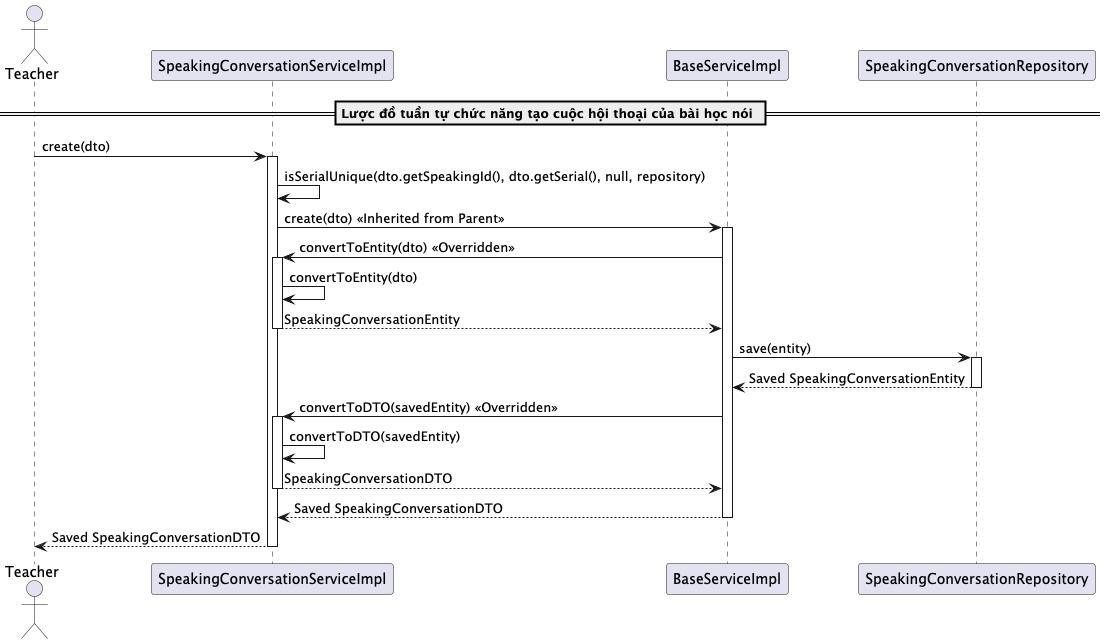 Teacher
SpeakingConversationServiceImpl
BaseServiceImpl
SpeakingConversationRepository
Lược đồ tuần tự chức năng tạo cuộc hội thoại của bài học nói
create(dto)
isSerialUnique(dto.getSpeakingId(), dto.getSerial(), null, repository)
create(dto) «Inherited from Parent»
convertToEntity(dto) «Overridden»
convertToEntity(dto)
SpeakingConversationEntity
save(entity)
Saved SpeakingConversationEntity
convertToDTO(savedEntity) «Overridden»
convertToDTO(savedEntity)
SpeakingConversationDTO
Saved SpeakingConversationDTO
Saved SpeakingConversationDTO
Teacher
SpeakingConversationServiceImpl
BaseServiceImpl
SpeakingConversationRepository